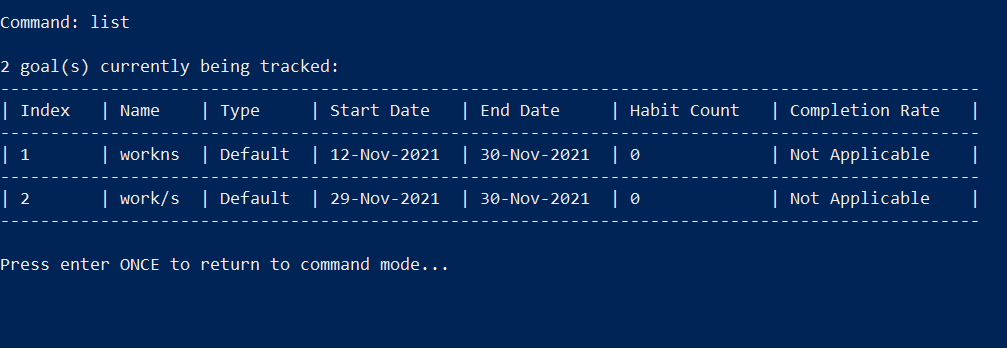 Command: list
2 goal(s) currently being tracked:
--------------------------------------------------------------------------------------------------
| Index   | Name    | Type     | Start Date   | End Date     | Habit Count   | Completion Rate   |
--------------------------------------------------------------------------------------------------
| 1       | workns  | Default  | 12-Nov-2021  | 30-Nov-2021  | 0             | Not Applicable    |
--------------------------------------------------------------------------------------------------
| 2       | work/s  | Default  | 29-Nov-2021  | 30-Nov-2021  | 0             | Not Applicable    |
--------------------------------------------------------------------------------------------------
Press enter ONCE to return to command mode...